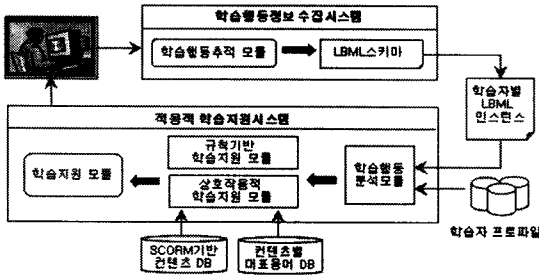 학습행동정보 수집시스템
학습행동추적 모듈
LBML스키마
학습자별
LBML
인스턴스
적응적 학습지원시스템
규칙기반
학습지원 모듈
학습지원 모듈
상호작용적
학습지원 모듈
학습행동
분석모듈
학습자 프로파일
SCORM기반
컨텐츠 DB
컨텐츠별
대표용어 DB